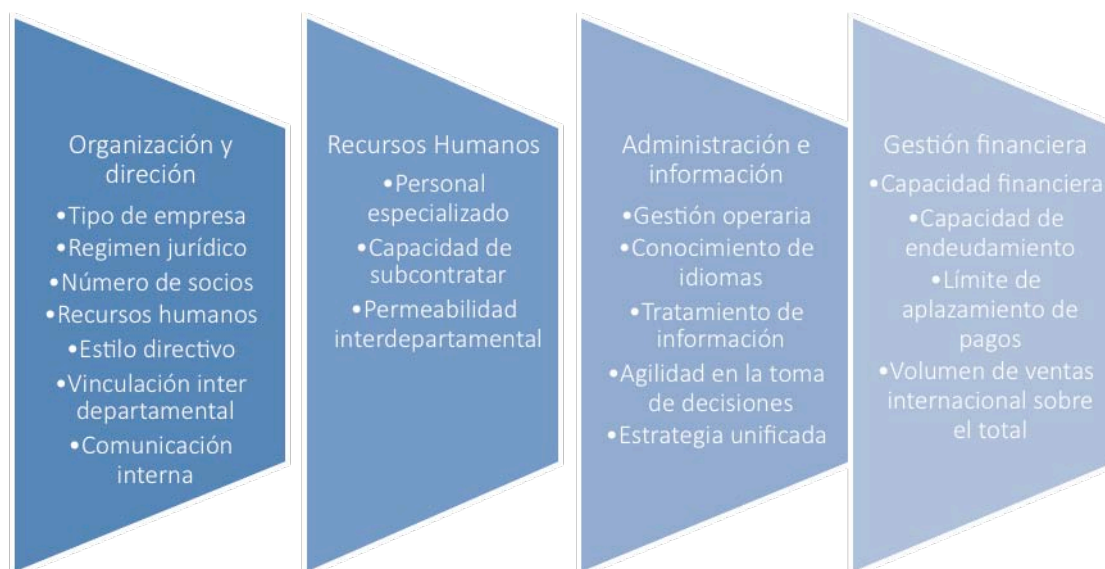 Organización y
direción
•Tipo de empresa
•Regimen jurídico
•Número de socios
•Recursos humanos
•Estilo directivo
•Vinculación inter
departamental
•Comunicación
interna
Recursos Humanos
•Personal
especializado
•Capacidad de
subcontratar
•Permeabilidad
interdepartamental
Administración e
información
•Gestión operaria
•Conocimiento de
idiomas
•Tratamiento de
información
•Agilidad en la toma
de decisiones
•Estrategia unificada
Gestión financiera
•Capacidad financiera
•Capacidad de
endeudamiento
•Límite de
aplazamiento de
pagos
•Volumen de ventas
internacional sobre
el total